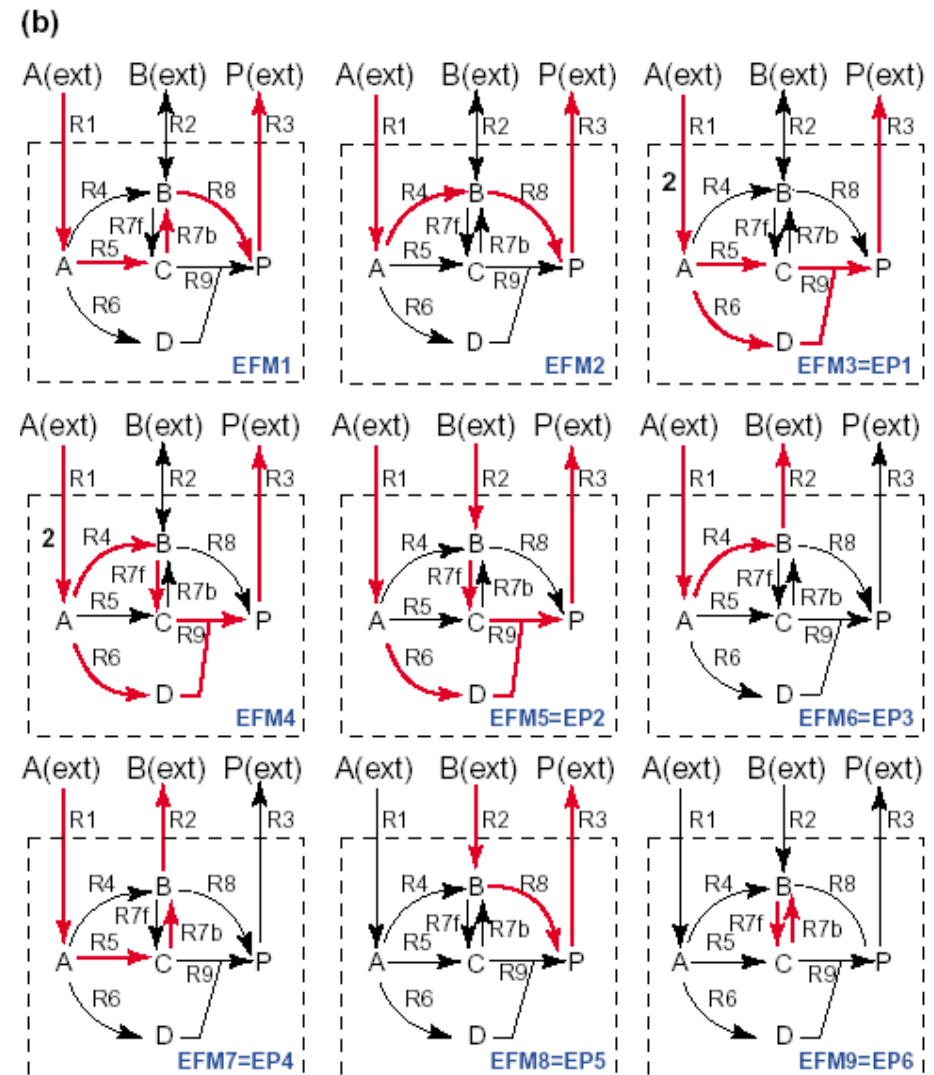 (b)
A(ext) B(ext) P(ext) A(ext) B(ext) P(ext) A(ext) B(ext) P(ext)
R1 R2 R3 R1 R2 R3 R1 R2 R3
R4 B R8 R4 B R8 2 R4 B R8
R7f R7b R7f R7b R7f R7b
A R5 C R9 P A R5 C R9 P A R5 C R9 P
R6 R6 R6
D D D
EFM1 EFM2 EFM3=EP1
A(ext) B(ext) P(ext) A(ext) B(ext) P(ext) A(ext) B(ext) P(ext)
R1 R2 R3 R1 R2 R3 R1 R2 R3
2 R4 B R8 R4 B R8 R4 B R8
R7f R7b R7f R7b R7f R7b
A R5 C R9 P A R5 C R9 P A R5 C R9 P
R6 R6 R6
D D D
EFM4 EFM5=EP2 EFM6=EP3
A(ext) B(ext) P(ext) A(ext) B(ext) P(ext) A(ext) B(ext) P(ext)
R1 R2 R3 R1 R2 R3 R1 R2 R3
R4 B R8 R4 B R8 R4 B R8
R7f R7b R7f R7b R7f R7b
A R5 C R9 P A R5 C R9 P A R5 C R9 P
R6 R6 R6
D D D
EFM7=EP4 EFM8=EP5 EFM9=EP6